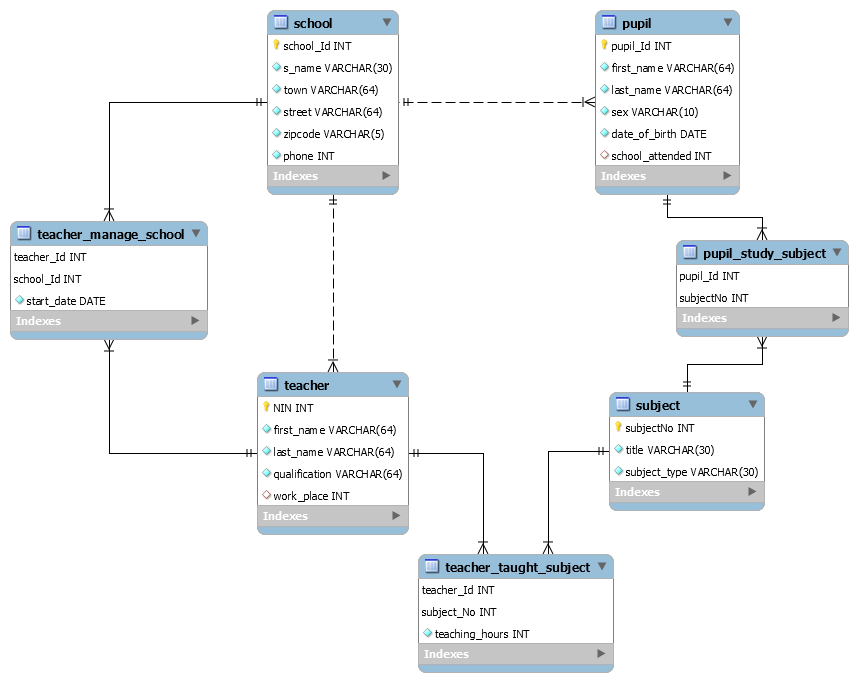 school
school_Id INT
s_name VARCHAR(30)
town VARCHAR(64)
street VARCHAR(64)
zipcode VARCHAR(5)
phone INT
Indexes
pupil
pupil_Id INT
first_name VARCHAR(64)
last_name VARCHAR(64)
sex VARCHAR(10)
date_of_birth DATE
school_attended INT
Indexes
teacher_manage_school
teacher_Id INT
school_Id INT
start_date DATE
Indexes
pupil_study_subject
pupil_Id INT
subjectNo INT
Indexes
teacher
NIN INT
first_name VARCHAR(64)
last_name VARCHAR(64)
qualification VARCHAR(64)
work_place INT
Indexes
subject
subjectNo INT
title VARCHAR(30)
subject_type VARCHAR(30)
Indexes
teacher_taught_subject
teacher_Id INT
subject_No INT
teaching_hours INT
Indexes